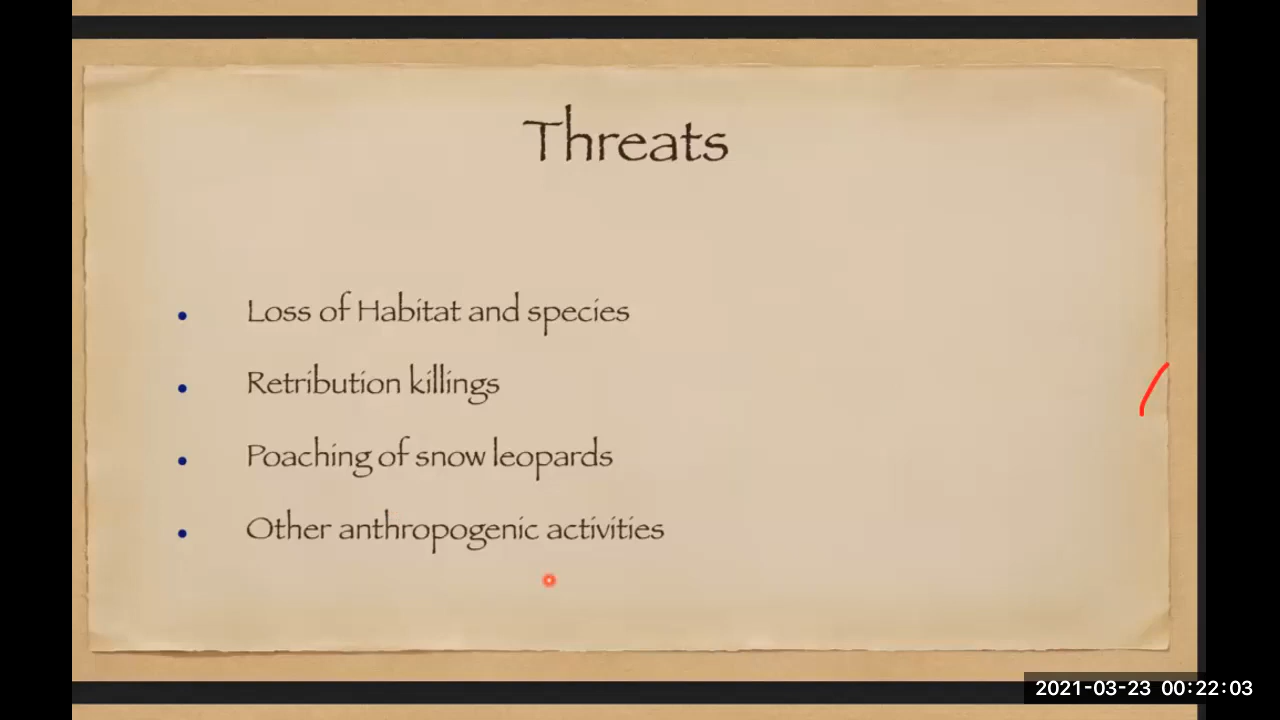 Threats
• Loss of Habitat and species
• Retribution killings
• Poaching of snow leopards
• Other anthropogenic activities
2021-03-23 00:22:03